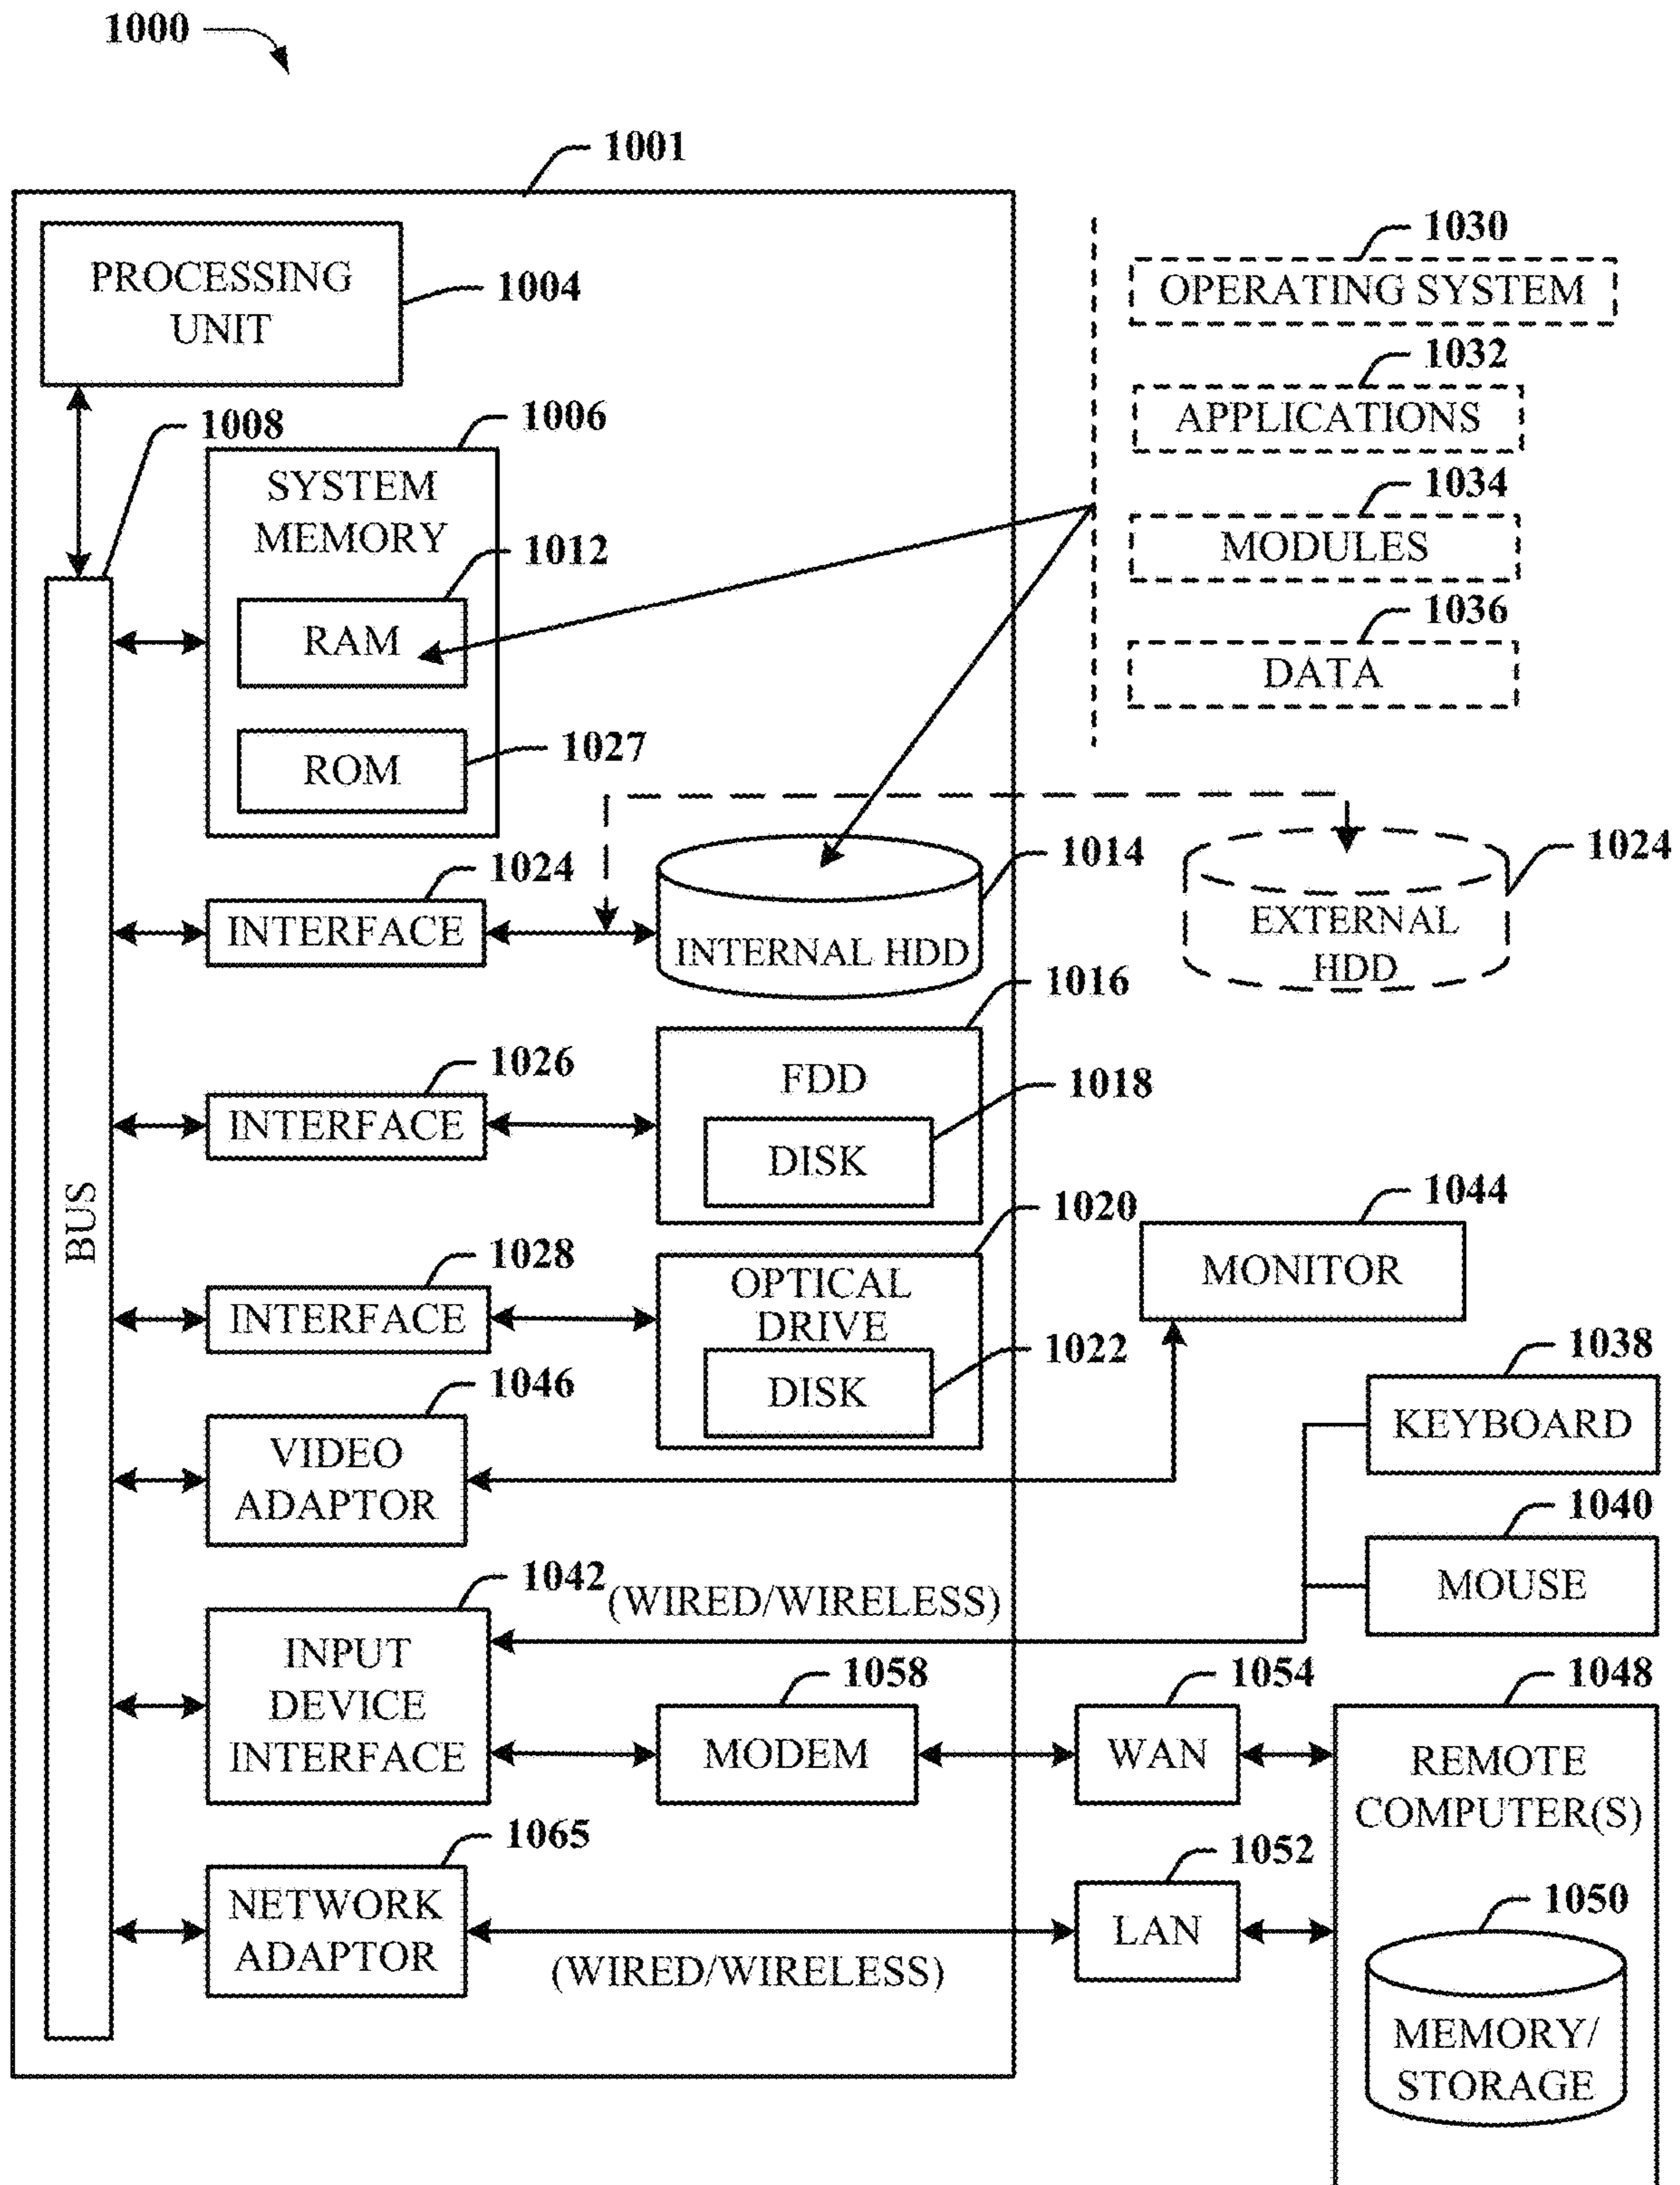 1000
1001
PROCESSING
UNIT
1004
1030
OPERATING SYSTEM
1032
APPLICATIONS
1034
MODULES
1036
DATA
1008
1006
SYSTEM
MEMORY
1012
RAM
1027
ROM
1024
INTERFACE
1014
INTERNAL HDD
1024
EXTERNAL
HDD
1016
FDD
1026
INTERFACE
1018
DISK
BUS
1020
OPTICAL
DRIVE
1028
INTERFACE
1022
DISK
1044
MONITOR
1046
VIDEO
ADAPTOR
1038
KEYBOARD
1040
MOUSE
1042
(WIRED/WIRELESS)
INPUT
DEVICE
INTERFACE
1058
MODEM
1054
WAN
1048
REMOTE
COMPUTER(S)
1065
NETWORK
ADAPTOR
(WIRED/WIRELESS)
1052
LAN
1050
MEMORY/
STORAGE